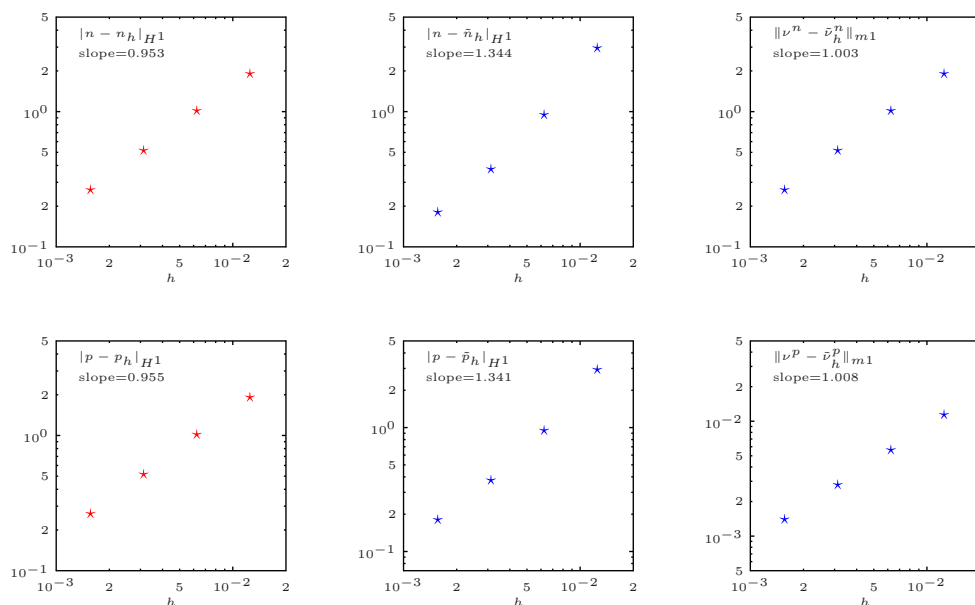 |n − n_h|_{H1}
slope=0.953
5
2
10^0
5
2
10^{-1}
10^{-3} 2 5 10^{-2} 2
h
|n − ñ_h|_{H1}
slope=1.344
5
2
10^0
5
2
10^{-1}
10^{-3} 2 5 10^{-2} 2
h
‖ν^n − ν̃_h^n‖_{m1}
slope=1.003
5
2
10^0
5
2
10^{-1}
10^{-3} 2 5 10^{-2}
h
|p − p_h|_{H1}
slope=0.955
5
2
10^0
5
2
10^{-1}
10^{-3} 2 5 10^{-2} 2
h
|p − p̃_h|_{H1}
slope=1.341
5
2
10^0
5
2
10^{-1}
10^{-3} 2 5 10^{-2} 2
h
‖ν^p − ν̃_h^p‖_{m1}
slope=1.008
5
2
10^{-2}
5
2
10^{-3}
5
10^{-3} 2 5 10^{-2}
h